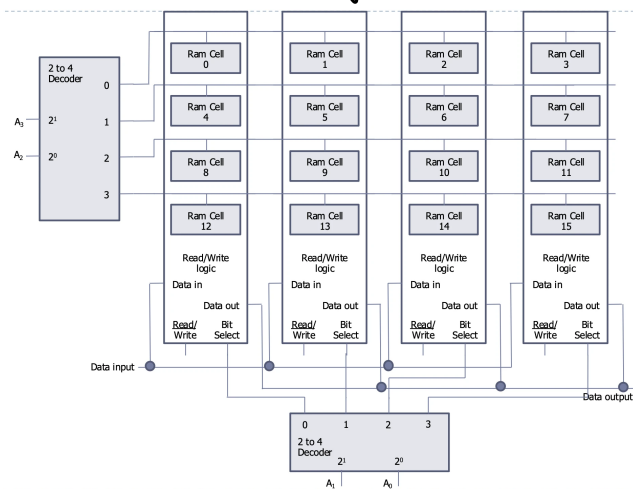 Ram Cell
0
Ram Cell
1
Ram Cell
2
Ram Cell
3
2 to 4
Decoder
0
A3
2¹
1
Ram Cell
4
Ram Cell
5
Ram Cell
6
Ram Cell
7
A2
2⁰
2
Ram Cell
8
Ram Cell
9
Ram Cell
10
Ram Cell
11
3
Ram Cell
12
Ram Cell
13
Ram Cell
14
Ram Cell
15
Read/Write
logic
Data in
Data out
Read/
Write
Bit
Select
Read/Write
logic
Data in
Data out
Read/
Write
Bit
Select
Read/Write
logic
Data in
Data out
Read/
Write
Bit
Select
Read/Write
logic
Data in
Data out
Read/
Write
Bit
Select
Data input
Data output
0 1 2 3
2 to 4
Decoder
2¹ 2⁰
A1 A0